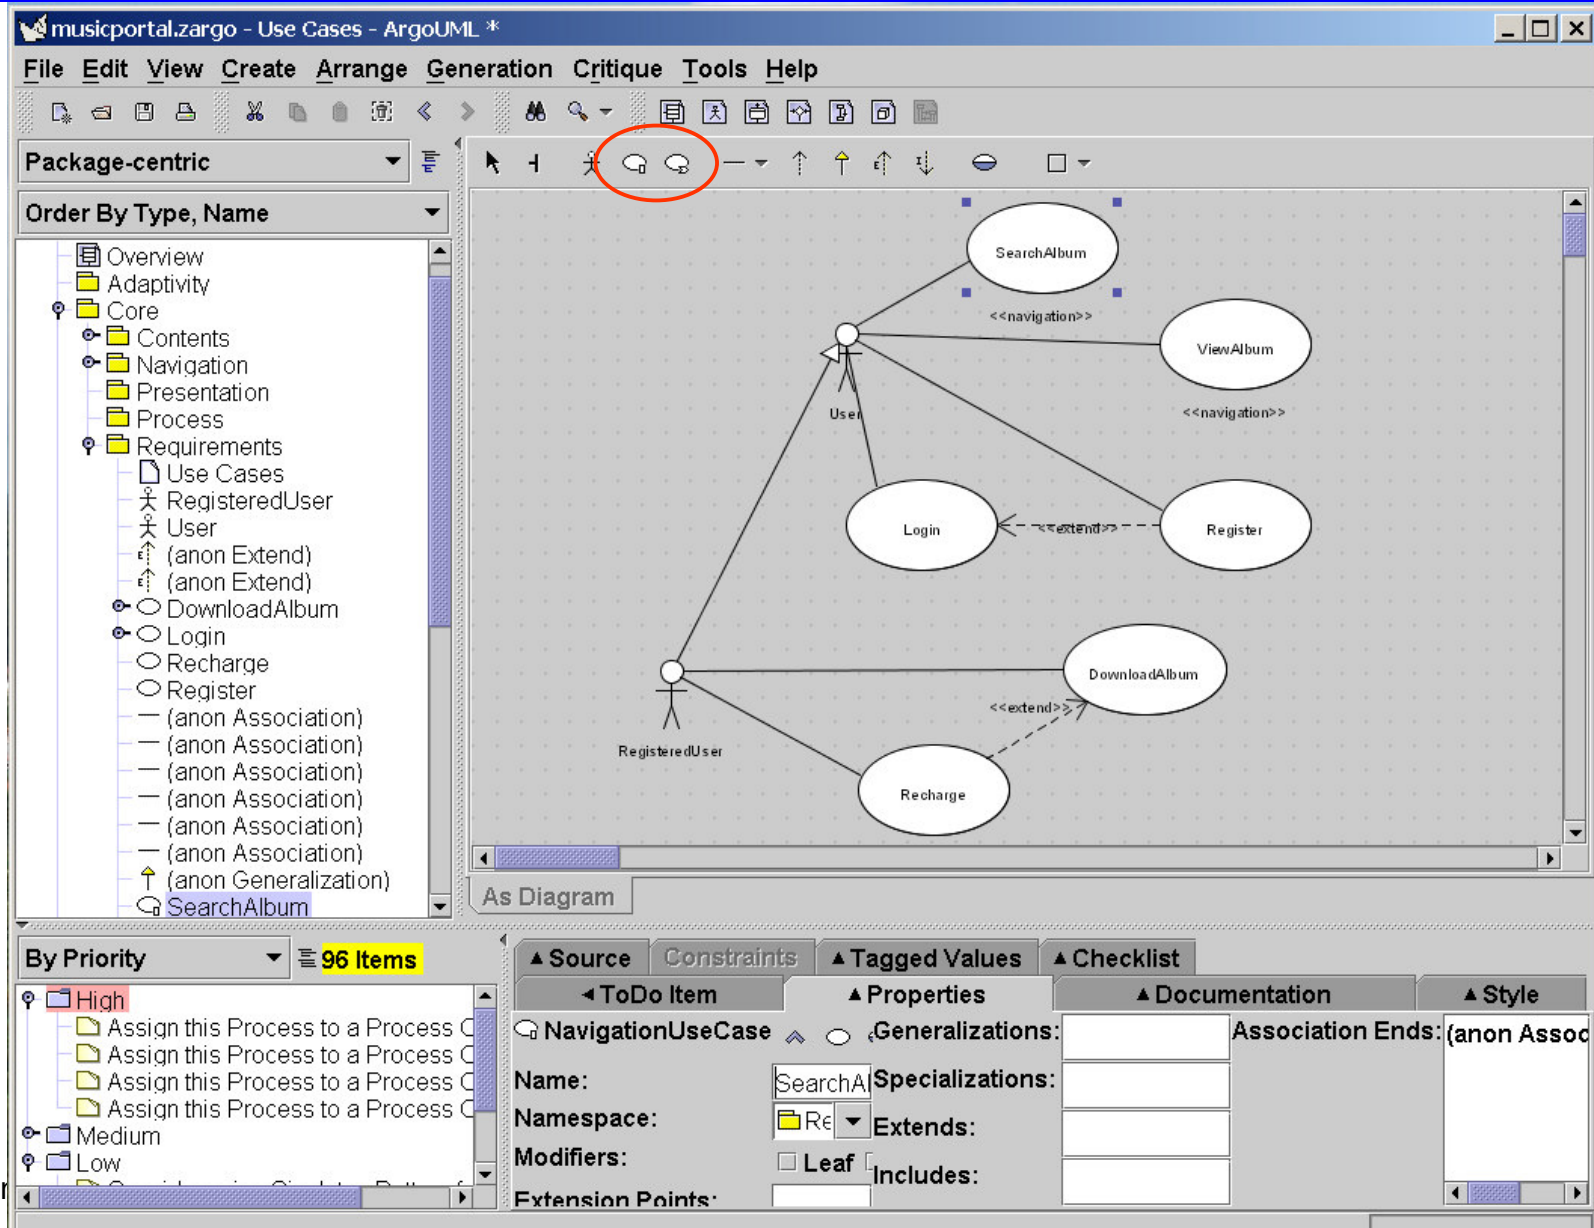 musicportal.zargo - Use Cases - ArgoUML *
File Edit View Create Arrange Generation Critique Tools Help
Package-centric
Order By Type, Name
Overview
Adaptivity
Core
Contents
Navigation
Presentation
Process
Requirements
Use Cases
RegisteredUser
User
(anon Extend)
(anon Extend)
DownloadAlbum
Login
Recharge
Register
(anon Association)
(anon Association)
(anon Association)
(anon Association)
(anon Association)
(anon Association)
(anon Generalization)
SearchAlbum
SearchAlbum
<<navigation>>
ViewAlbum
<<navigation>>
User
Login
<<extend>>
Register
DownloadAlbum
<<extend>>
RegisteredUser
Recharge
As Diagram
By Priority
96 Items
High
Assign this Process to a Process C
Assign this Process to a Process C
Assign this Process to a Process C
Assign this Process to a Process C
Medium
Low
Source Constraints Tagged Values Checklist
ToDo Item Properties Documentation Style
NavigationUseCase
Name: SearchAl
Namespace: Re
Modifiers: Leaf
Extension Points:
Generalizations:
Specializations:
Extends:
Includes:
Association Ends: (anon Assoc